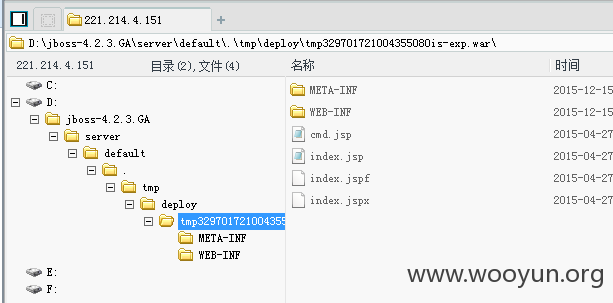 221.214.4.151
D:\jboss-4.2.3.GA\server\default\.\tmp\deploy\tmp329701721004355080is-exp.war\
221.214.4.151 目录(2),文件(4) 名称 时间
C:
D:
jboss-4.2.3.GA
server
default
.
tmp
deploy
tmp329701721004355
META-INF
WEB-INF
E:
F:
META-INF 2015-12-15
WEB-INF 2015-12-15
cmd.jsp 2015-04-27
index.jsp 2015-04-27
index.jspf 2015-04-27
index.jspx 2015-04-27
www.wooyun.org